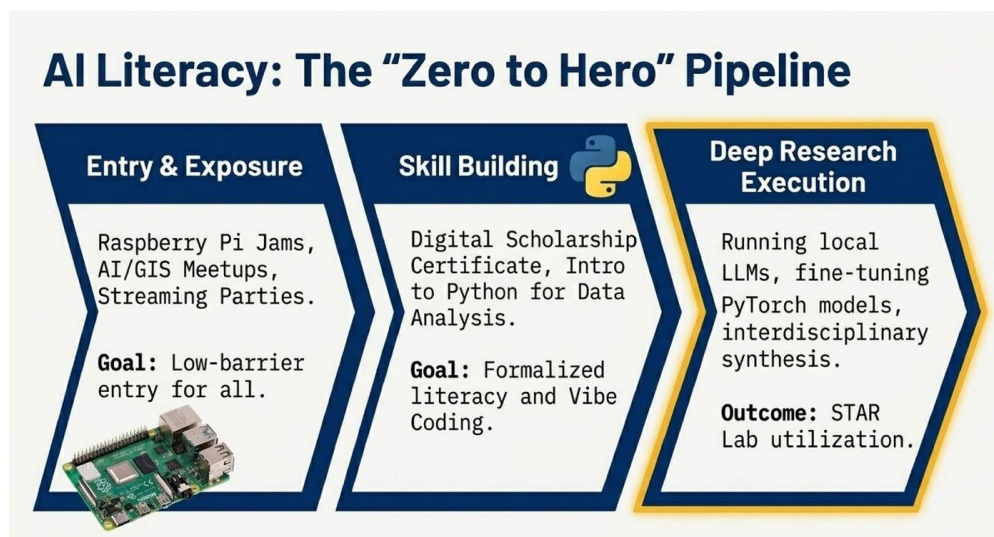 AI Literacy: The “Zero to Hero” Pipeline
Entry & Exposure
Raspberry Pi Jams,
AI/GIS Meetups,
Streaming Parties.
Goal: Low-barrier
entry for all.
Skill Building
Digital Scholarship
Certificate, Intro
to Python for Data
Analysis.
Goal: Formalized
literacy and Vibe
Coding.
Deep Research
Execution
Running local
LLMs, fine-tuning
PyTorch models,
interdisciplinary
synthesis.
Outcome: STAR
Lab utilization.